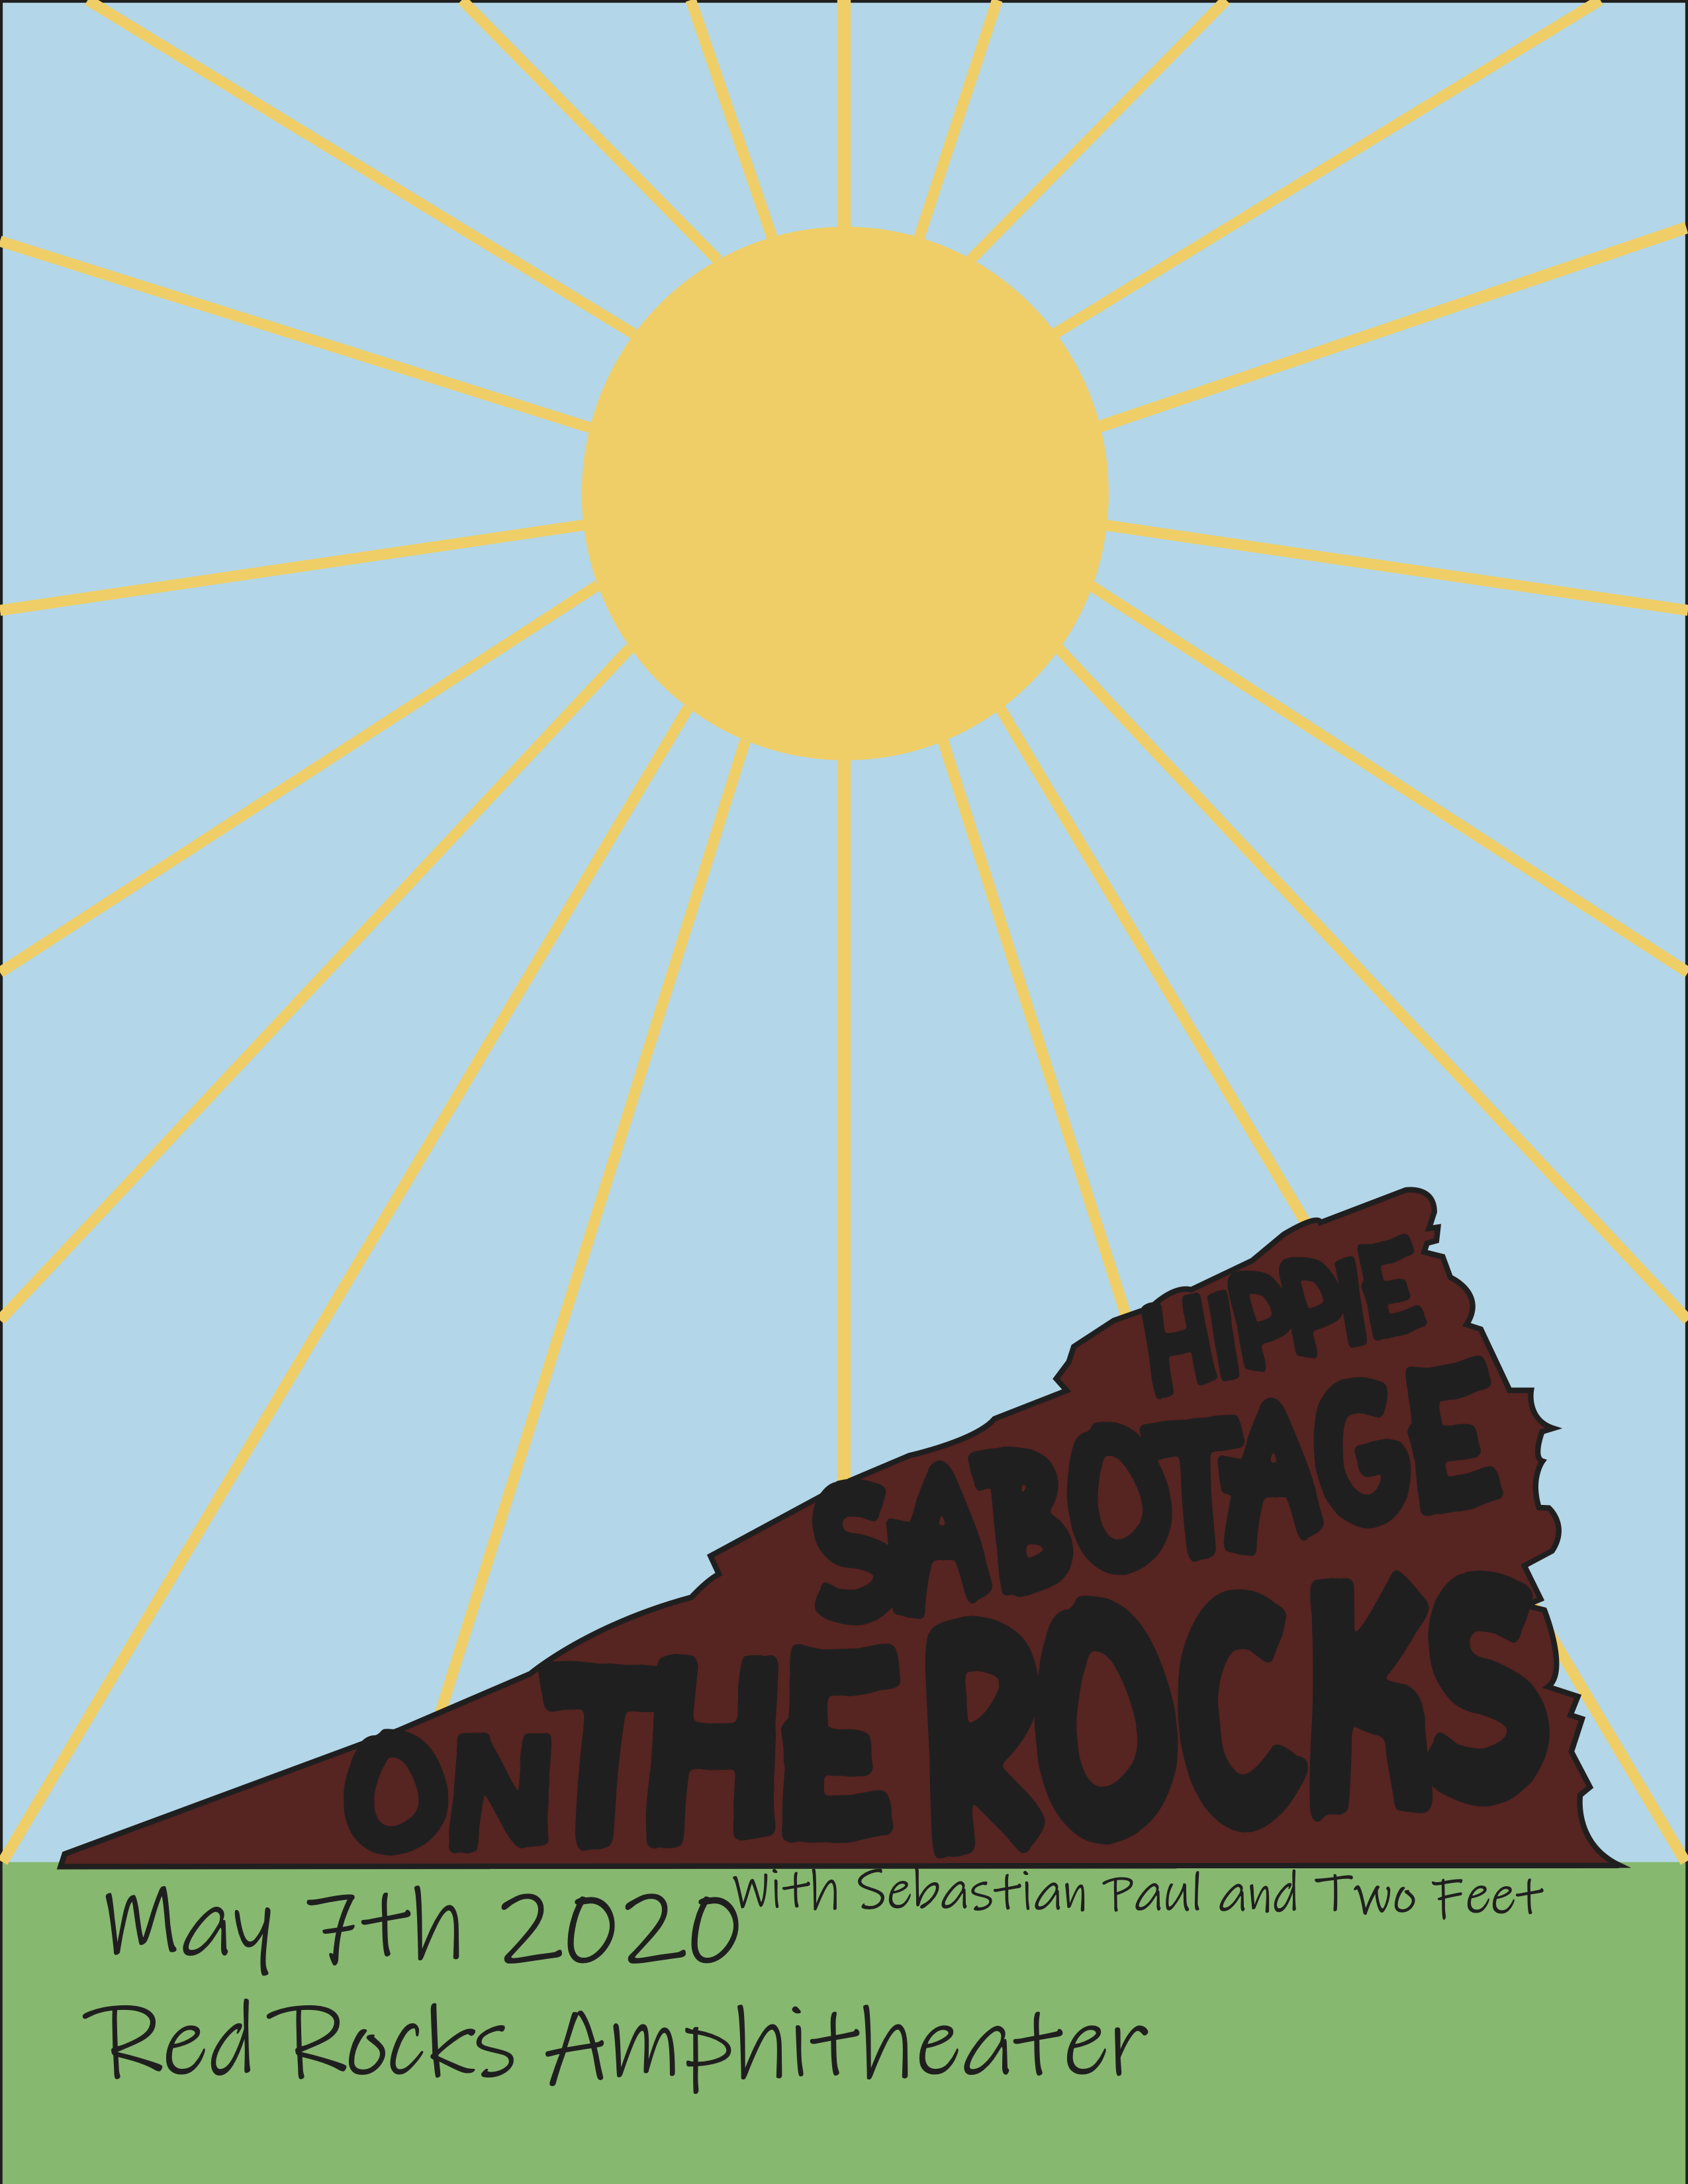 HIPPIE
SABOTAGE
ON THE ROCKS
With Sebastian Paul and Two Feet
May 7th 2020
Red Rocks Amphitheater